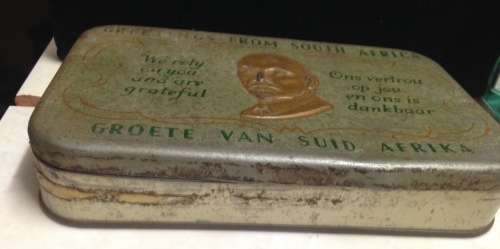 GREETINGS FROM SOUTH AFRICA
We rely
on you
and are
grateful
Ons vertrou
op jou
en ons is
dankbaar
GROETE VAN SUID AFRIKA